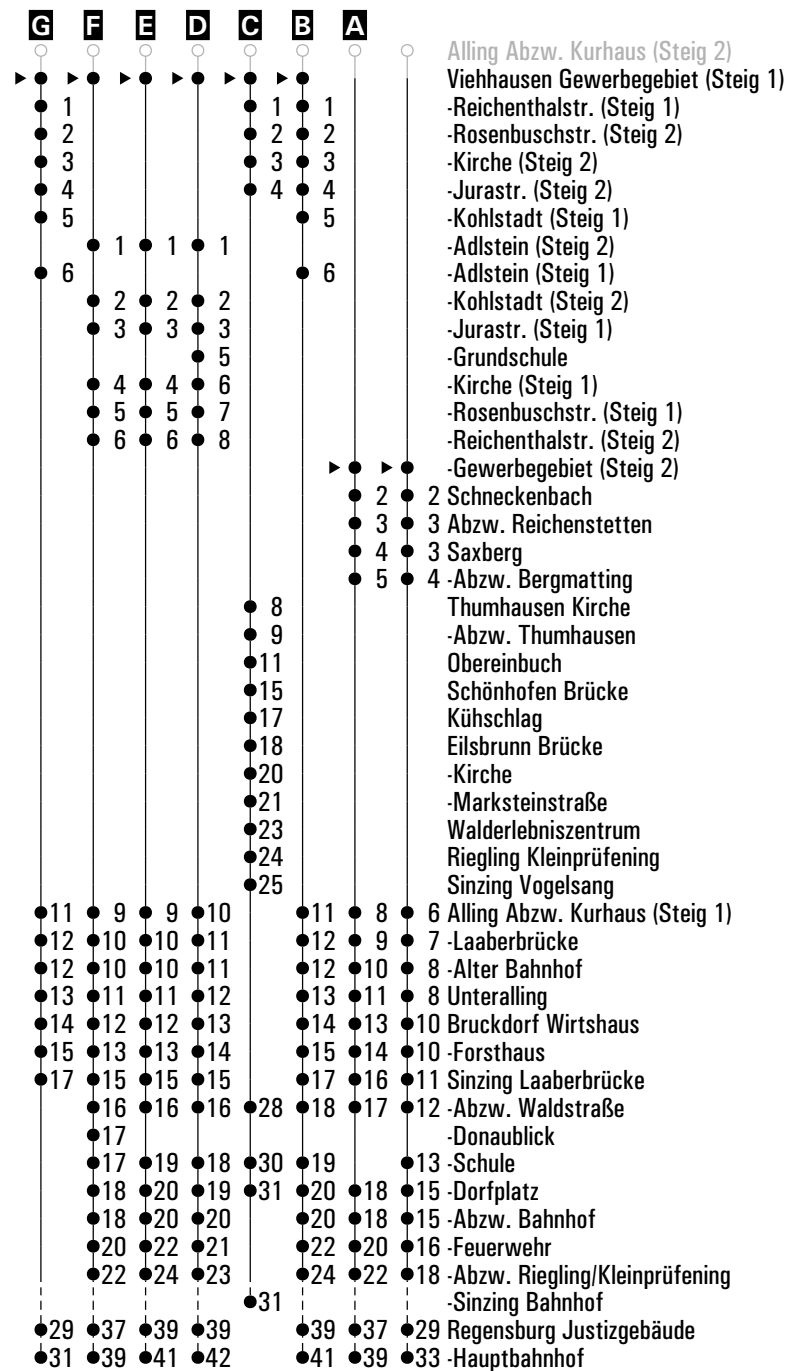 G F E D C B A
Alling Abzw. Kurhaus (Steig 2)
Viehhausen Gewerbegebiet (Steig 1)
1 1 1 -Reichenthalstr. (Steig 1)
2 2 2 -Rosenbuschstr. (Steig 2)
3 3 3 -Kirche (Steig 2)
4 4 4 -Jurastr. (Steig 2)
5 5 -Kohlstadt (Steig 1)
1 1 1 -Adlstein (Steig 2)
6 6 -Adlstein (Steig 1)
2 2 2 -Kohlstadt (Steig 2)
3 3 3 -Jurastr. (Steig 1)
5 -Grundschule
4 4 6 -Kirche (Steig 1)
5 5 7 -Rosenbuschstr. (Steig 1)
6 6 8 -Reichenthalstr. (Steig 2)
-Gewerbegebiet (Steig 2)
2 2 Schneckenbach
3 3 Abzw. Reichenstetten
4 3 Saxberg
5 4 -Abzw. Bergmatting
8 Thumhausen Kirche
9 -Abzw. Thumhausen
11 Obereinbuch
15 Schönhofen Brücke
17 Kühschlag
18 Eilsbrunn Brücke
20 -Kirche
21 -Marksteinstraße
23 Walderlebniszentrum
24 Riegling Kleinprüfening
25 Sinzing Vogelsang
11 9 9 10 11 8 6 Alling Abzw. Kurhaus (Steig 1)
12 10 10 11 12 9 7 -Laaberbrücke
12 10 10 11 12 10 8 -Alter Bahnhof
13 11 11 12 13 11 8 Unteralling
14 12 12 13 14 13 10 Bruckdorf Wirtshaus
15 13 13 14 15 14 10 -Forsthaus
17 15 15 15 17 16 11 Sinzing Laaberbrücke
16 16 16 28 18 17 12 -Abzw. Waldstraße
17 -Donaublick
17 19 18 30 19 13 -Schule
18 20 19 31 20 18 15 -Dorfplatz
18 20 20 20 18 15 -Abzw. Bahnhof
20 22 21 22 20 16 -Feuerwehr
22 24 23 24 22 18 -Abzw. Riegling/Kleinprüfening
31 -Sinzing Bahnhof
29 37 39 39 39 37 29 Regensburg Justizgebäude
31 39 41 42 41 39 33 -Hauptbahnhof